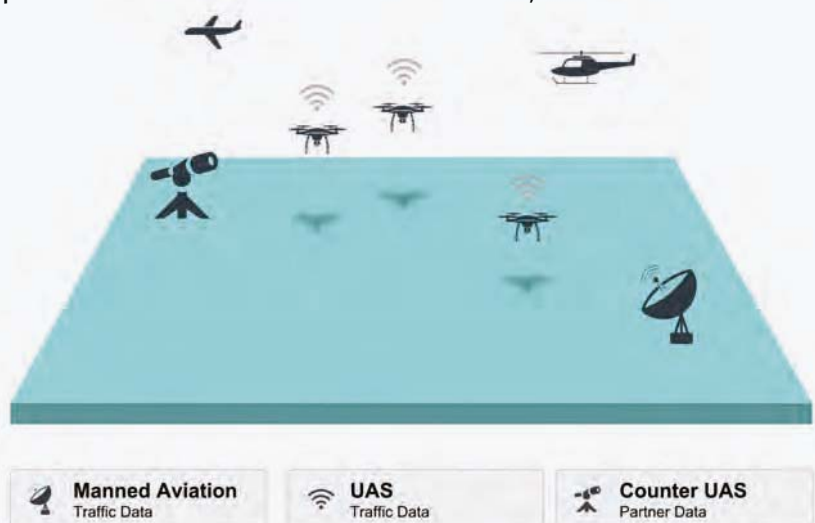 Manned Aviation
Traffic Data
UAS
Traffic Data
Counter UAS
Partner Data